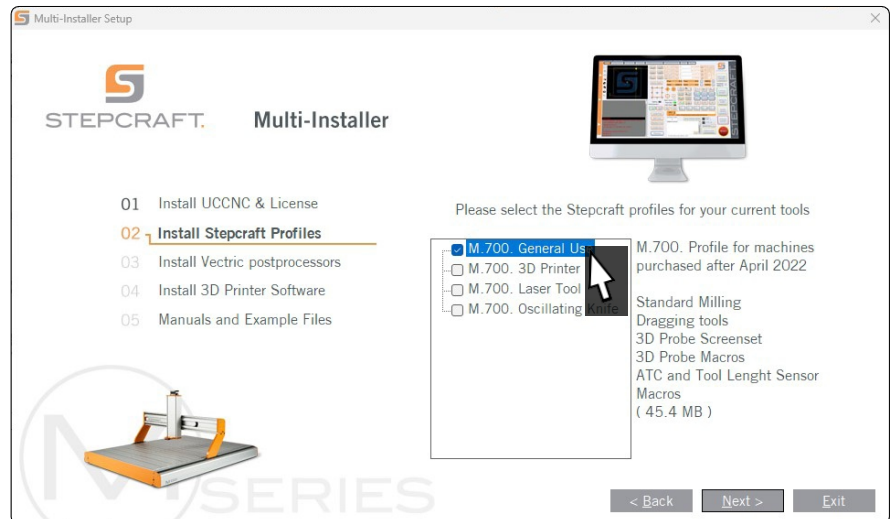 Multi-Installer Setup
STEPCRAFT.
Multi-Installer
01 Install UCCNC & License
02 Install Stepcraft Profiles
03 Install Vectric postprocessors
04 Install 3D Printer Software
05 Manuals and Example Files
M SERIES
Please select the Stepcraft profiles for your current tools
M.700. General Us
M.700. 3D Printer
M.700. Laser Tool
M.700. Oscillating Knife
M.700. Profile for machines
purchased after April 2022
Standard Milling
Dragging tools
3D Probe Screenset
3D Probe Macros
ATC and Tool Lenght Sensor
Macros
( 45.4 MB )
< Back
Next >
Exit